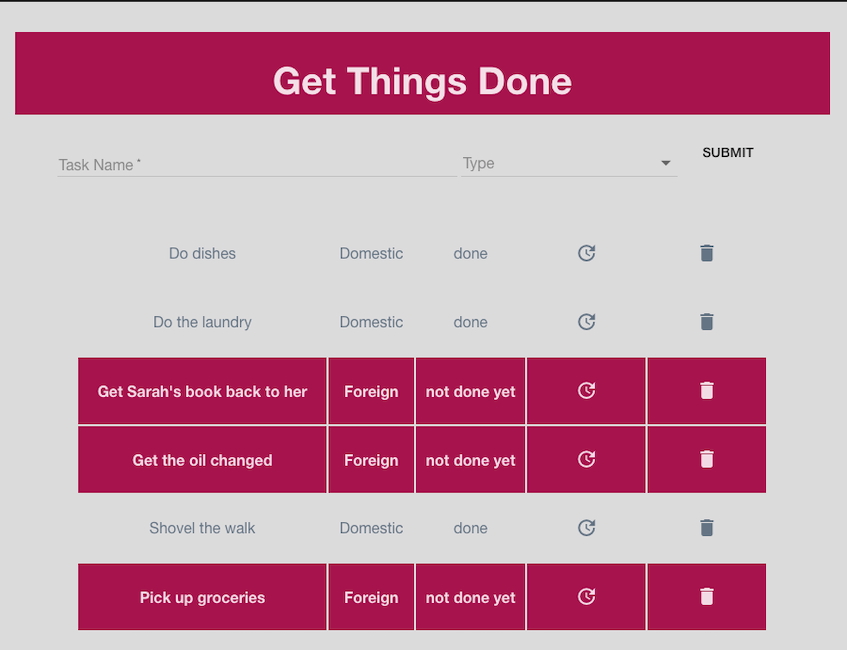 Get Things Done
Task Name *
Type
SUBMIT
Do dishes Domestic done
Do the laundry Domestic done
Get Sarah's book back to her Foreign not done yet
Get the oil changed Foreign not done yet
Shovel the walk Domestic done
Pick up groceries Foreign not done yet